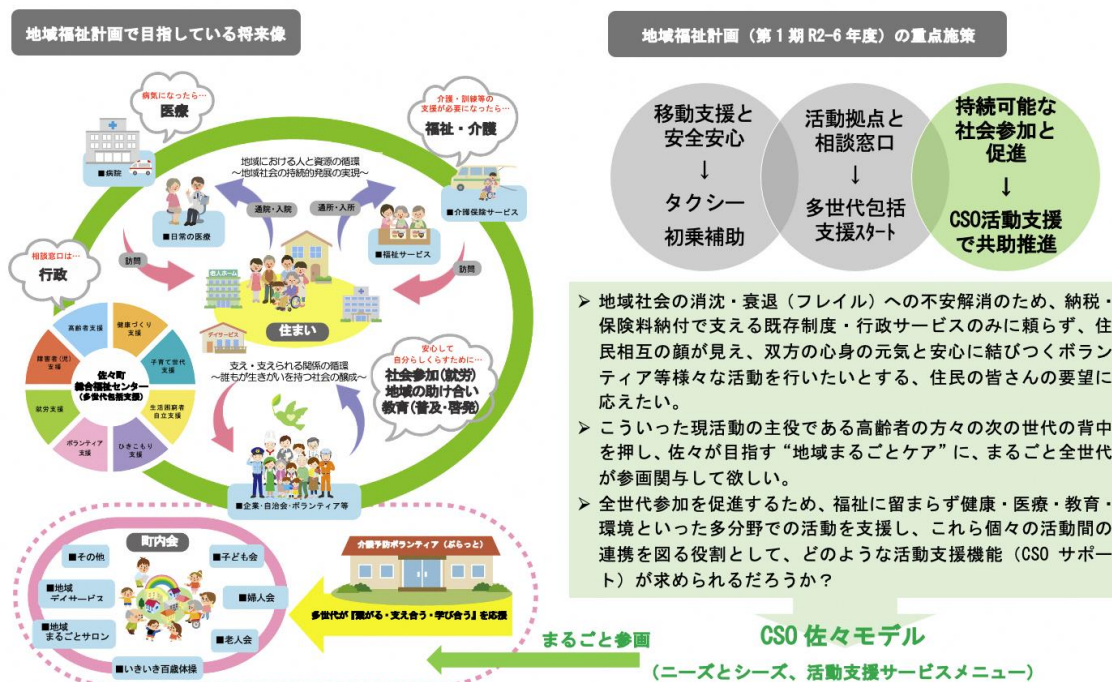 地域福祉計画で目指している将来像
病気になったら…
医療
■病院
介護・訓練等の
支援が必要になったら…
福祉・介護
■介護保険サービス
地域における人と資源の循環
～地域社会の持続的発展の実現～
通院・入院
通所・入所
■日常の医療
■福祉サービス
訪問
訪問
老人ホーム
住まい
デイサービス
相談窓口は…
行政
高齢者支援
健康づくり
支援
子育て世代
支援
生活困窮者
自立支援
ひきこもり
支援
ボランティア
支援
就労支援
障害者(児)
支援
佐々町
総合福祉センター
(多世代包括支援)
支え・支えられる関係の循環
～誰もが生きがいを持つ社会の醸成～
安心して
自分らしくくらすために…
社会参加(就労)
地域の助け合い
教育(普及・啓発)
■企業・自治会・ボランティア等
町内会
■その他
■子ども会
■地域
デイサービス
■婦人会
■地域
まるごとサロン
■老人会
■いきいき百歳体操
介護予防ボランティア（ぷらっと）
多世代が『繋がる・支え合う・学び合う』を応援
地域福祉計画（第1期 R2-6 年度）の重点施策
移動支援と
安全安心
↓
タクシー
初乗補助
活動拠点と
相談窓口
↓
多世代包括
支援スタート
持続可能な
社会参加と
促進
↓
CSO活動支援
で共助推進
➢ 地域社会の消沈・衰退（フレイル）への不安解消のため、納税・
保険料納付で支える既存制度・行政サービスのみに頼らず、住
民相互の顔が見え、双方の心身の元気と安心に結びつくボラン
ティア等様々な活動を行いたいとする、住民の皆さんの要望に
応えたい。
➢ こういった現活動の主役である高齢者の方々の次の世代の背中
を押し、佐々が目指す“地域まるごとケア”に、まるごと全世代
が参画関与して欲しい。
➢ 全世代参加を促進するため、福祉に留まらず健康・医療・教育・
環境といった多分野での活動を支援し、これら個々の活動間の
連携を図る役割として、どのような活動支援機能（CSO サポー
ト）が求められるだろうか？
まるごと参画
CSO 佐々モデル
（ニーズとシーズ、活動支援サービスメニュー）